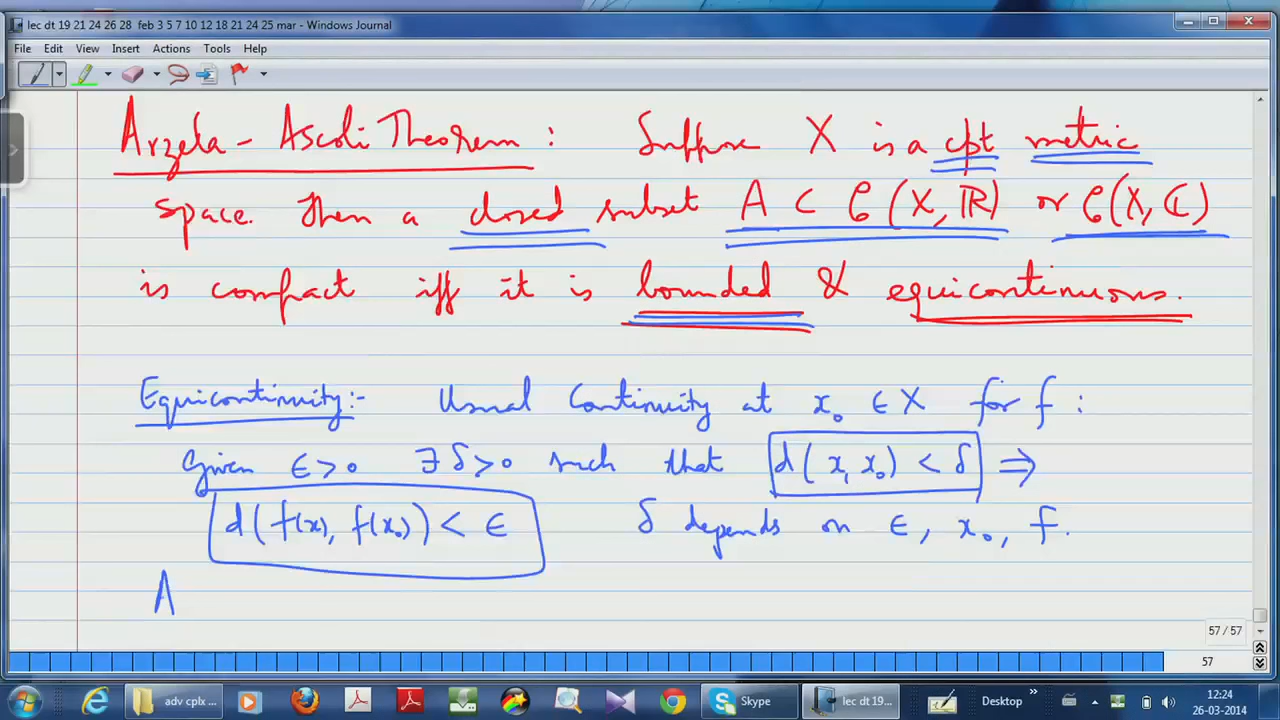 lec dt 19 21 24 26 28 feb 3 5 7 10 12 18 21 24 25 mar - Windows Journal
File Edit View Insert Actions Tools Help
Arzela - Ascoli Theorem : Suppose X is a cpt metric
space. Then a closed subset A ⊂ 𝒞(X, ℝ) or 𝒞(X, ℂ)
is compact iff it is bounded & equicontinuous.
Equicontinuity:- Usual Continuity at x₀ ∈ X for f :
Given ϵ > 0 ∃ δ > 0 such that d(x, x₀) < δ ⇒
d(f(x), f(x₀)) < ϵ δ depends on ϵ, x₀, f.
A
57 / 57
57
adv cplx ... Skype lec dt 19... Desktop 12:24
26-03-2014